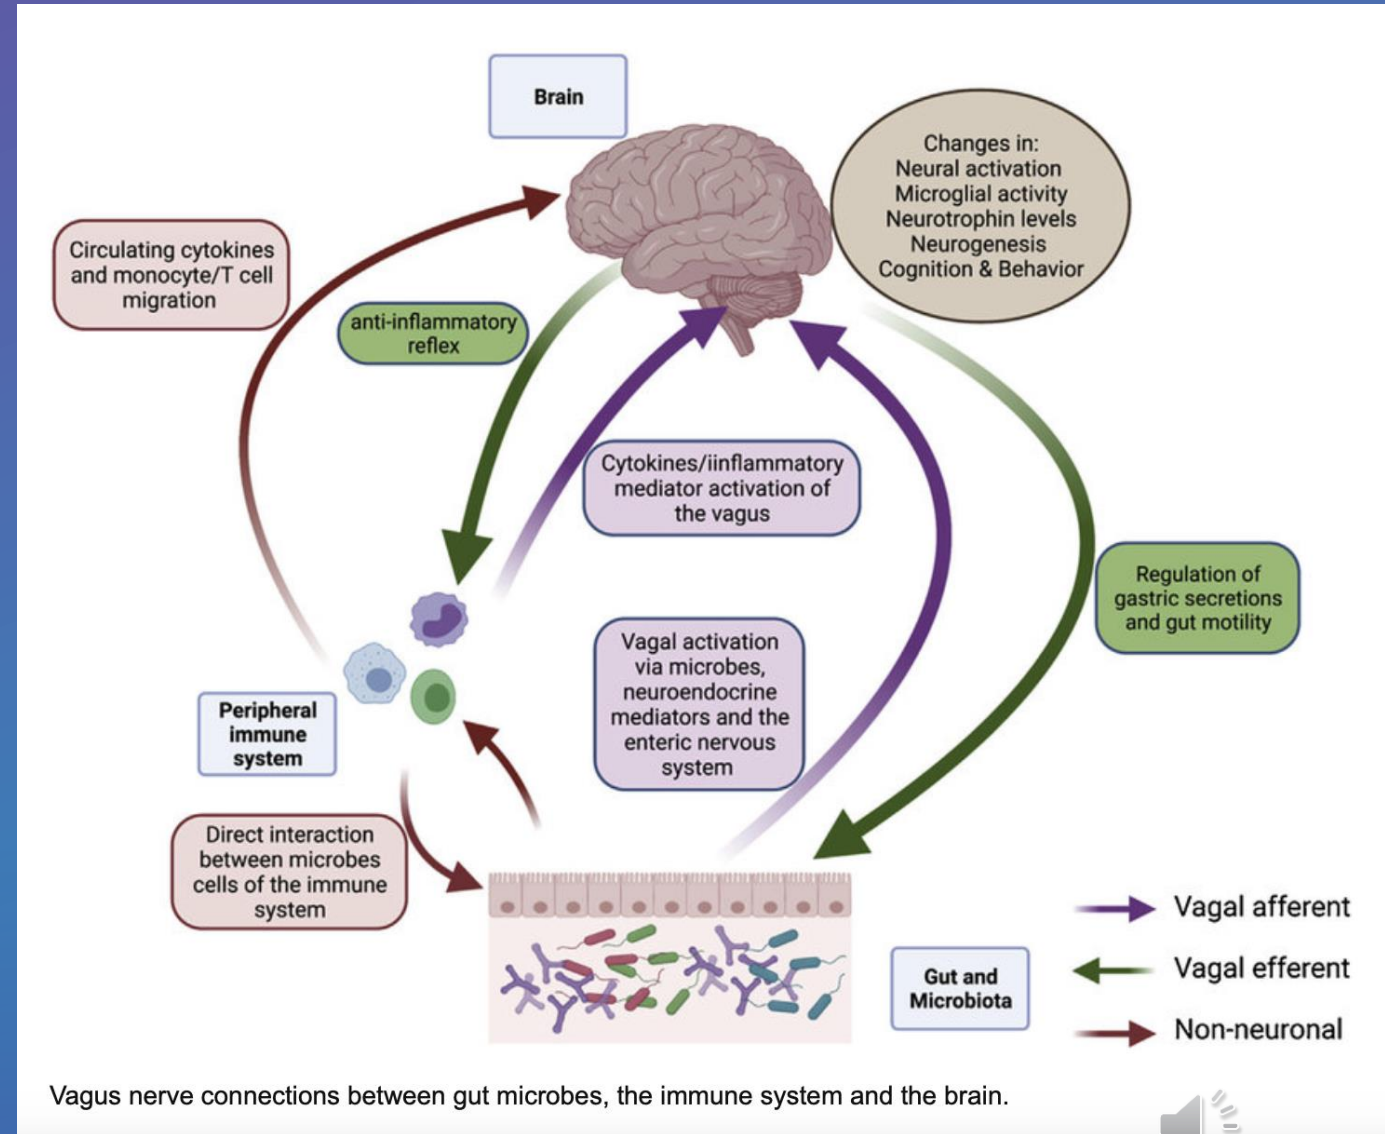 Brain
Changes in:
Neural activation
Microglial activity
Neurotrophin levels
Neurogenesis
Cognition & Behavior
Circulating cytokines
and monocyte/T cell
migration
anti-inflammatory
reflex
Cytokines/iinflammatory
mediator activation of
the vagus
Regulation of
gastric secretions
and gut motility
Vagal activation
via microbes,
neuroendocrine
mediators and the
enteric nervous
system
Peripheral
immune
system
Direct interaction
between microbes
cells of the immune
system
Gut and
Microbiota
Vagal afferent
Vagal efferent
Non-neuronal
Vagus nerve connections between gut microbes, the immune system and the brain.